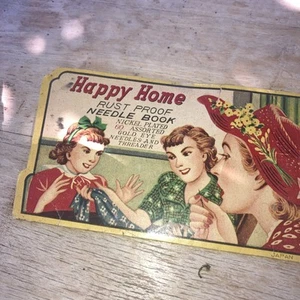 Happy Home
RUST PROOF
NEEDLE BOOK
NICKEL PLATED
60 ASSORTED
GOLD EYE
NEEDLES AND
THREADER
JAPAN